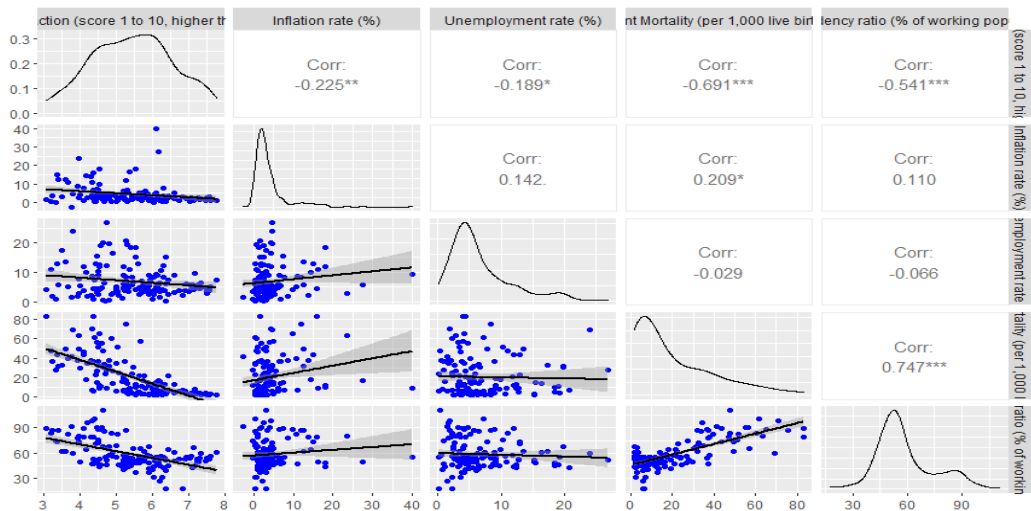 ction (score 1 to 10, higher th
Inflation rate (%)
Unemployment rate (%)
nt Mortality (per 1,000 live birt
dency ratio (% of working pop
0.3
0.2
0.1
0.0
Corr:
-0.225**
Corr:
-0.189*
Corr:
-0.691***
Corr:
-0.541***
(score 1 to 10, hig
40
30
20
10
0
Corr:
0.142.
Corr:
0.209*
Corr:
0.110
Inflation rate (%)
20
10
0
Corr:
-0.029
Corr:
-0.066
employment rate
80
60
40
20
0
Corr:
0.747***
tality (per 1,000 l
90
60
30
ratio (% of workin
3 4 5 6 7 8
0 10 20 30 40
0 10 20
0 20 40 60 80
30 60 90